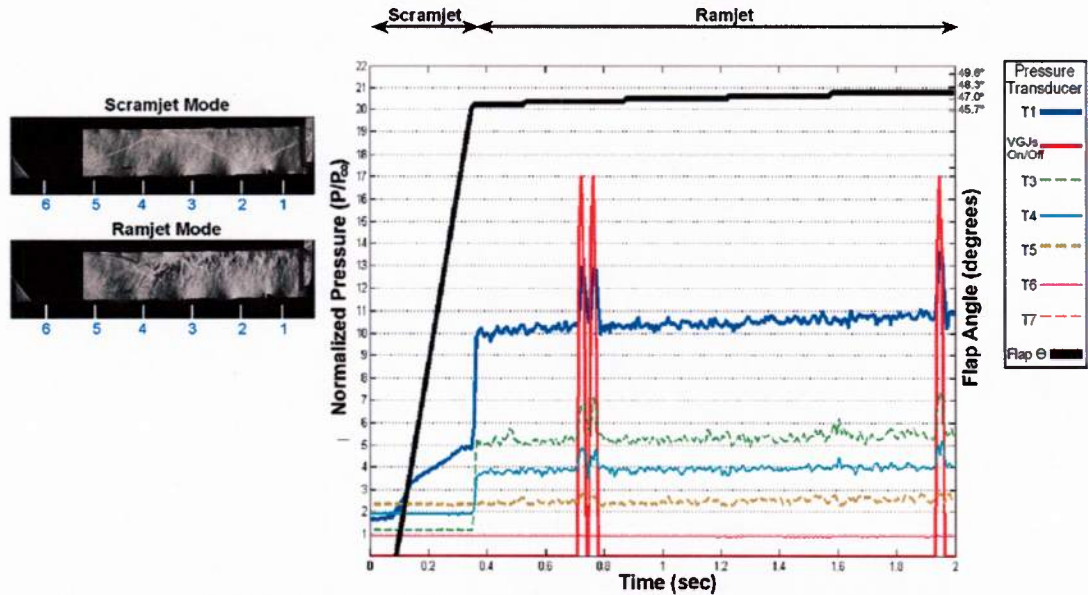 Scramjet
Ramjet
Scramjet Mode
6 5 4 3 2 1
Ramjet Mode
6 5 4 3 2 1
Normalized Pressure (P/P∞)
22
21
20
19
18
17
16
15
14
13
12
11
10
9
8
7
6
5
4
3
2
1
0 0.2 0.4 0.6 0.8 1 1.2 1.4 1.6 1.8 2
Time (sec)
49.6°
48.3°
47.0°
45.7°
Flap Angle (degrees)
Pressure
Transducer
T1
VGJs
On/Off
T3
T4
T5
T6
T7
Flap Θ